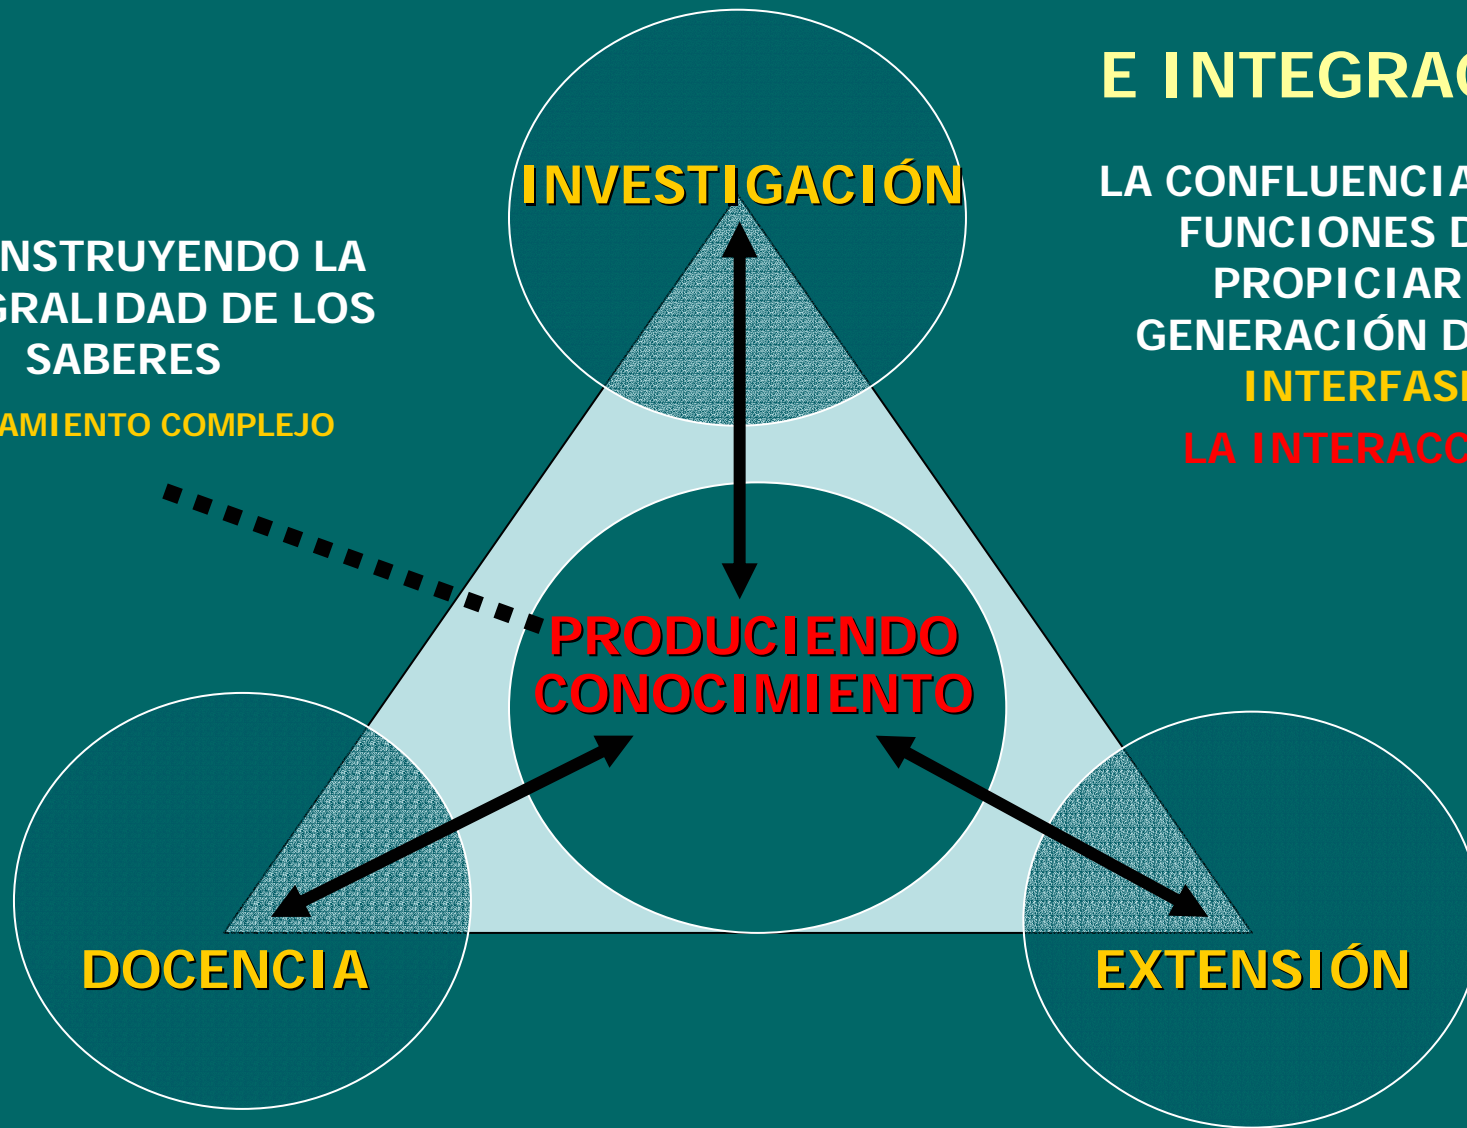 E INTEGRAC
INVESTIGACIÓN
LA CONFLUENCIA
FUNCIONES D
PROPICIAR
GENERACIÓN D
INTERFAS
LA INTERACC
NSTRUYENDO LA
GRALIDAD DE LOS
SABERES
AMIENTO COMPLEJO
PRODUCIENDO
CONOCIMIENTO
DOCENCIA
EXTENSIÓN